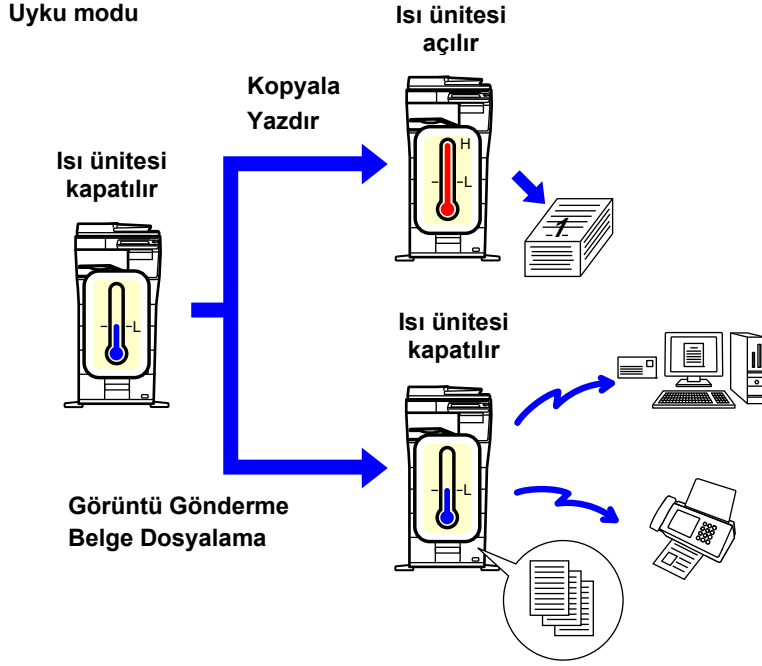 Uyku modu
Isı ünitesi
açılır
Kopyala
Yazdır
H
L
1
Isı ünitesi
kapatılır
L
Isı ünitesi
kapatılır
L
Görüntü Gönderme
Belge Dosyalama